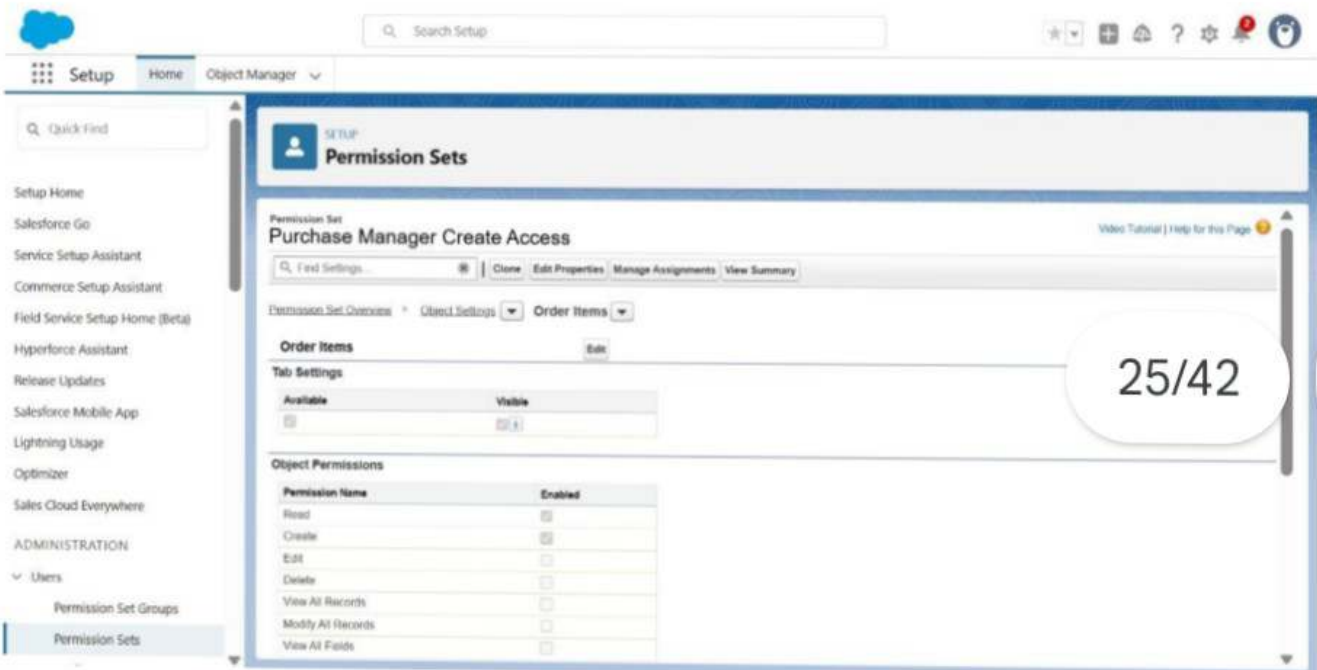 Search Setup
2
Setup
Home
Object Manager
Quick Find
Setup Home
Salesforce Go
Service Setup Assistant
Commerce Setup Assistant
Field Service Setup Home (Beta)
Hyperforce Assistant
Release Updates
Salesforce Mobile App
Lightning Usage
Optimizer
Sales Cloud Everywhere
ADMINISTRATION
Users
Permission Set Groups
Permission Sets
SETUP
Permission Sets
Permission Set
Purchase Manager Create Access
Video Tutorial | Help for this Page
Find Settings...
| Clone Edit Properties Manage Assignments View Summary
Permission Set Overview > Object Settings Order Items
Order Items Edit
Tab Settings
Available Visible
Object Permissions
Permission Name Enabled
Read
Create
Edit
Delete
View All Records
Modify All Records
View All Fields
25/42